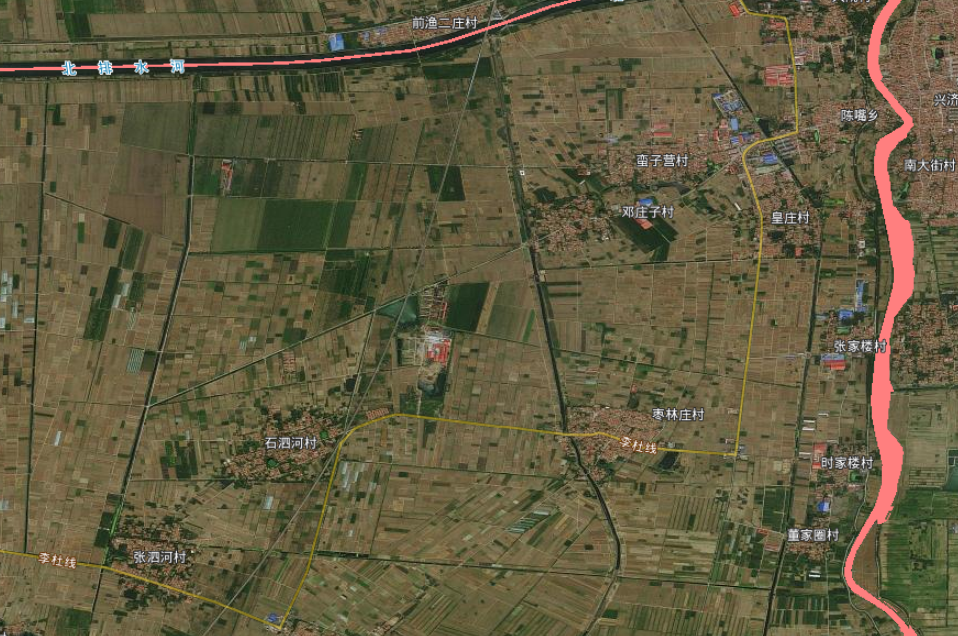 前渔二庄村
北 排 水 河
兴济
陈嘴乡
蛮子营村
南大街村
邓庄子村
皇庄村
张家楼村
枣林庄村
石泗河村
李杜线
时家楼村
董家圈村
张泗河村
李杜线